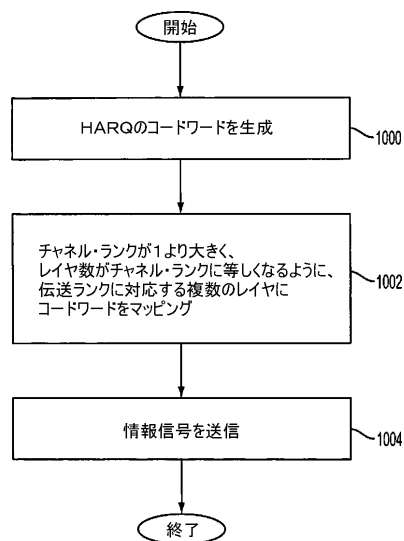 開始
HARQのコードワードを生成
1000
チャネル・ランクが1より大きく、
レイヤ数がチャネル・ランクに等しくなるように、
伝送ランクに対応する複数のレイヤに
コードワードをマッピング
1002
情報信号を送信
1004
終了